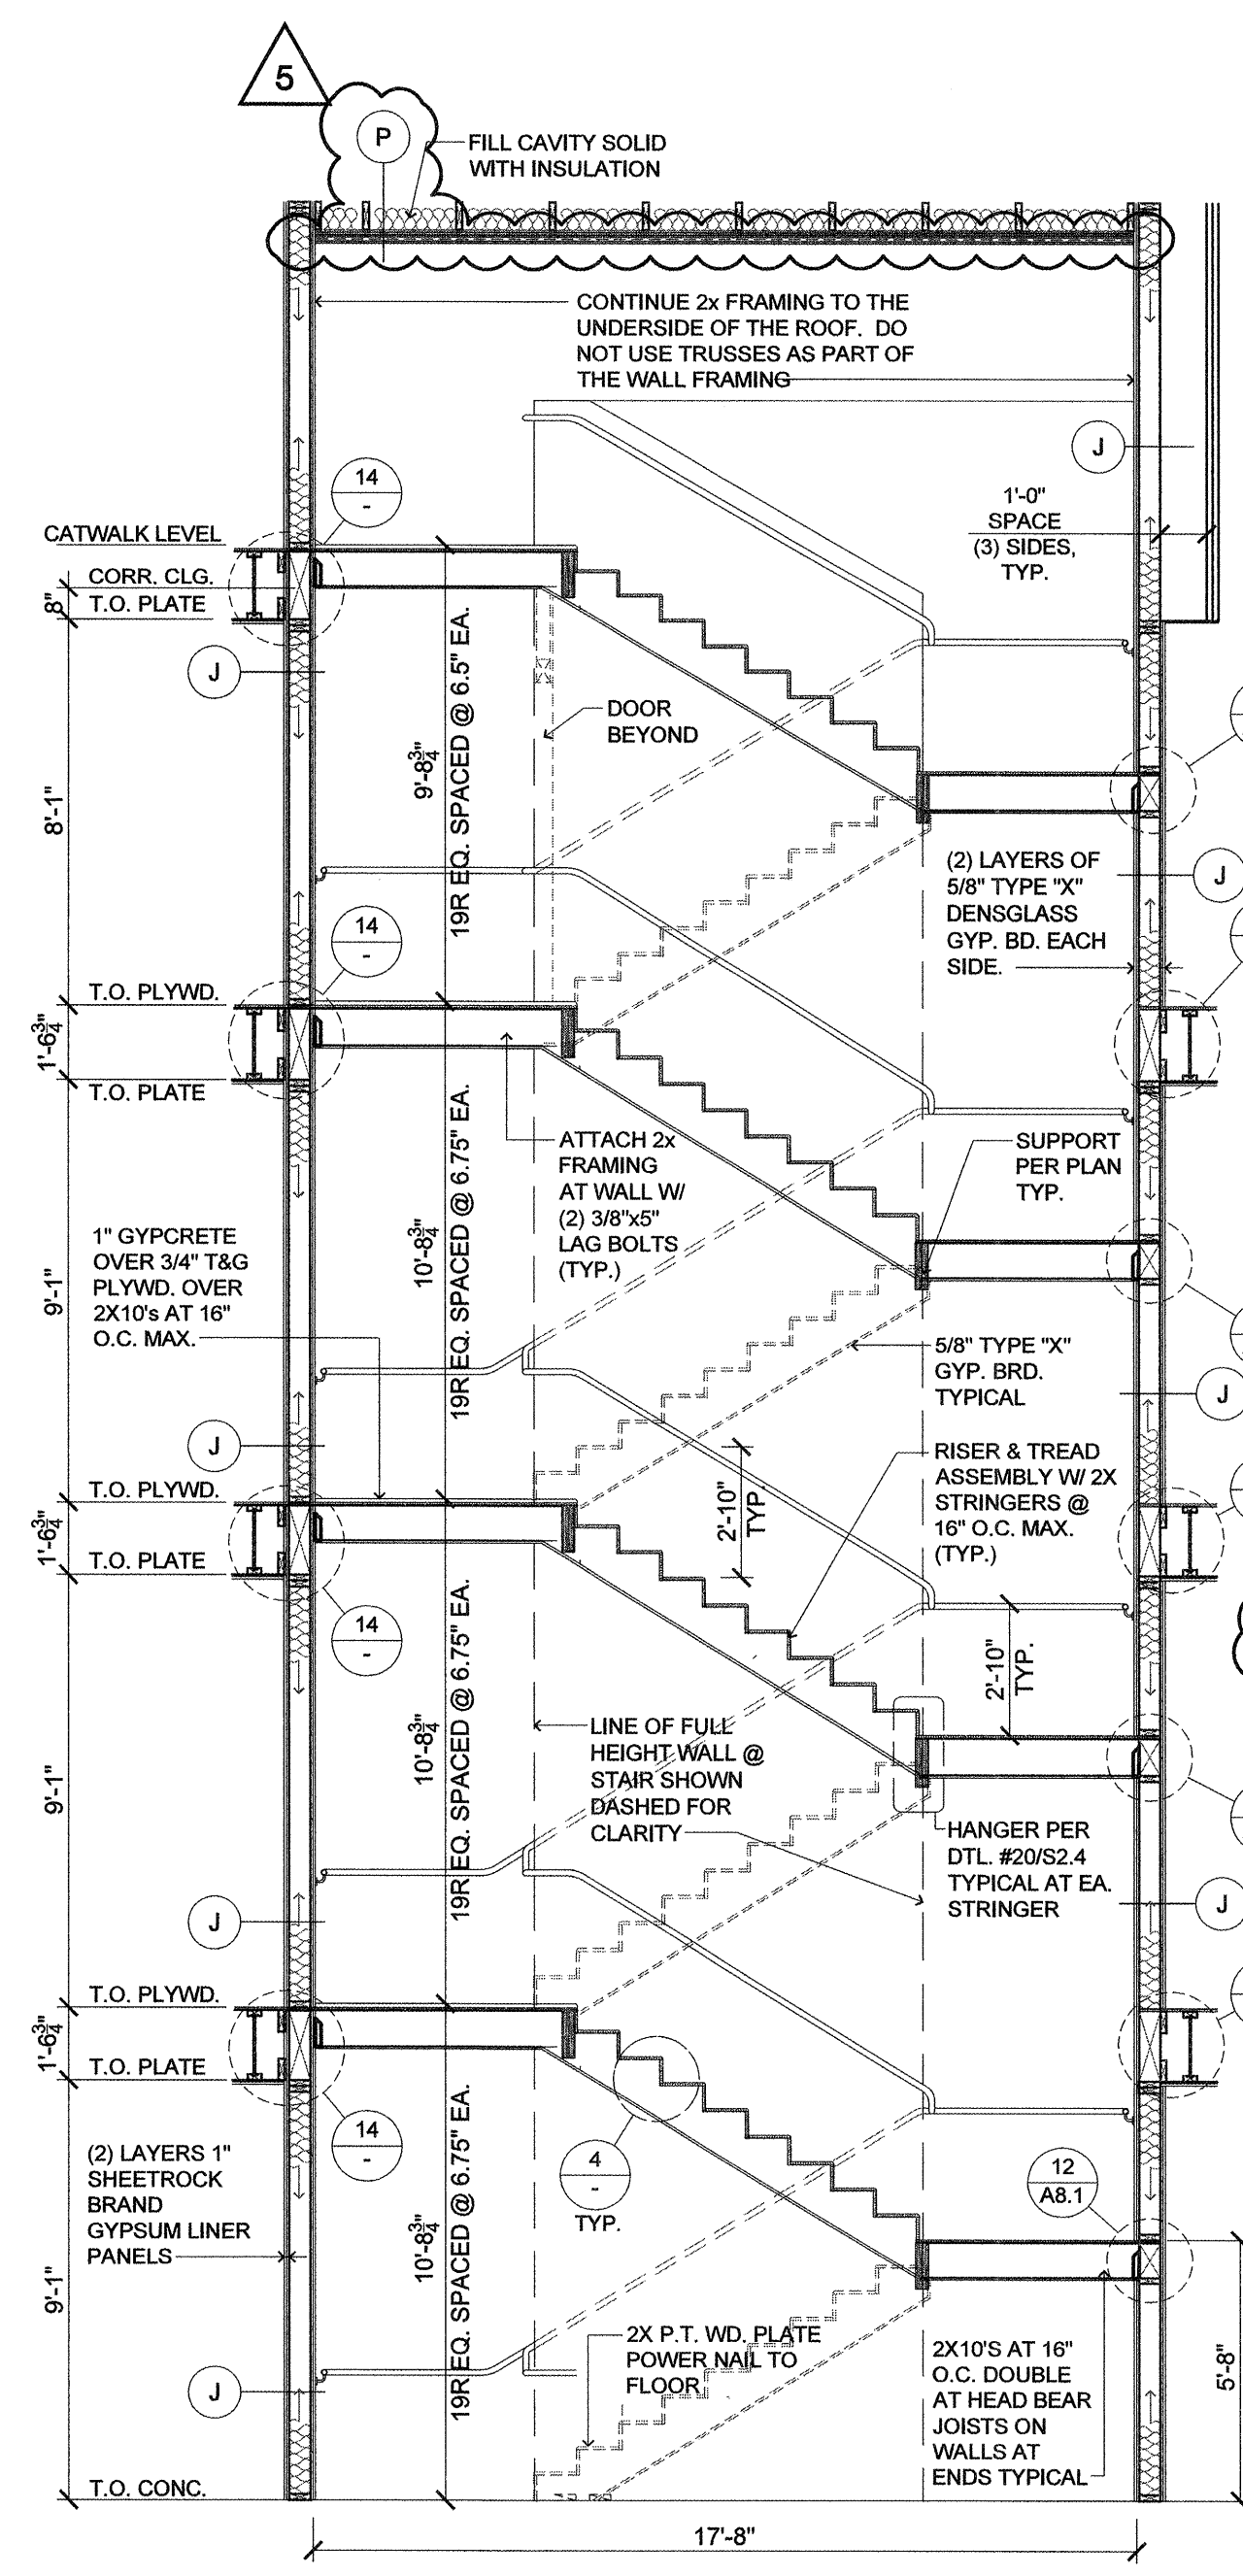 5
P
FILL CAVITY SOLID
WITH INSULATION
CONTINUE 2x FRAMING TO THE
UNDERSIDE OF THE ROOF. DO
NOT USE TRUSSES AS PART OF
THE WALL FRAMING
J
14
-
1'-0"
SPACE
(3) SIDES,
TYP.
CATWALK LEVEL
CORR. CLG.
T.O. PLATE
8"
J
DOOR
BEYOND
9'-8 3/4"
19R EQ. SPACED @ 6.5" EA.
8'-1"
(2) LAYERS OF
5/8" TYPE "X"
DENSGLASS
GYP. BD. EACH
SIDE.
J
14
-
T.O. PLYWD.
1'-6 3/4"
T.O. PLATE
ATTACH 2x
FRAMING
AT WALL W/
(2) 3/8"x5"
LAG BOLTS
(TYP.)
SUPPORT
PER PLAN
TYP.
10'-8 3/4"
19R EQ. SPACED @ 6.75" EA.
9'-1"
1" GYPCRETE
OVER 3/4" T&G
PLYWD. OVER
2X10's AT 16"
O.C. MAX.
5/8" TYPE "X"
GYP. BRD.
TYPICAL
J
J
RISER & TREAD
ASSEMBLY W/ 2X
STRINGERS @
16" O.C. MAX.
(TYP.)
2'-10"
TYP.
T.O. PLYWD.
1'-6 3/4"
T.O. PLATE
14
-
2'-10"
TYP.
LINE OF FULL
HEIGHT WALL @
STAIR SHOWN
DASHED FOR
CLARITY
10'-8 3/4"
19R EQ. SPACED @ 6.75" EA.
9'-1"
HANGER PER
DTL. #20/S2.4
TYPICAL AT EA.
STRINGER
J
J
T.O. PLYWD.
1'-6 3/4"
T.O. PLATE
14
-
4
-
TYP.
12
A8.1
(2) LAYERS 1"
SHEETROCK
BRAND
GYPSUM LINER
PANELS
10'-8 3/4"
19R EQ. SPACED @ 6.75" EA.
9'-1"
2X P.T. WD. PLATE
POWER NAIL TO
FLOOR
2X10'S AT 16"
O.C. DOUBLE
AT HEAD BEAR
JOISTS ON
WALLS AT
ENDS TYPICAL
5'-8"
J
T.O. CONC.
17'-8"